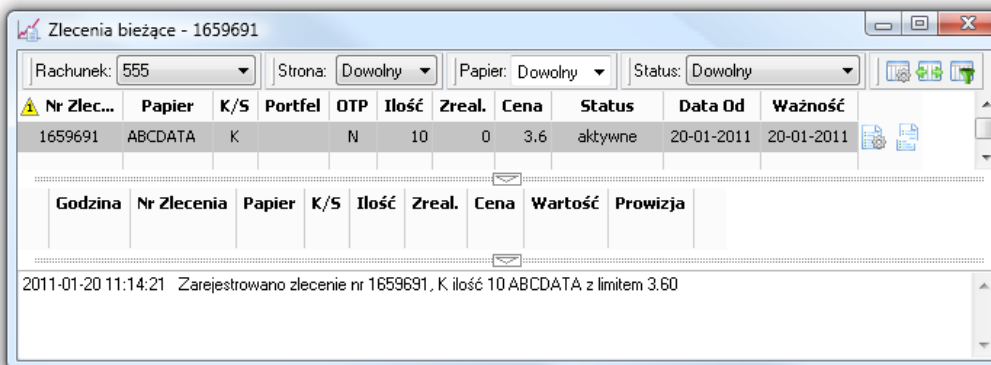 Zlecenia bieżące - 1659691
Rachunek: 555 Strona: Dowolny Papier: Dowolny Status: Dowolny
Nr Zlec... Papier K/S Portfel OTP Ilość Zreal. Cena Status Data Od Ważność
1659691 ABCDATA K N 10 0 3.6 aktywne 20-01-2011 20-01-2011
Godzina Nr Zlecenia Papier K/S Ilość Zreal. Cena Wartość Prowizja
2011-01-20 11:14:21 Zarejestrowano zlecenie nr 1659691, K ilość 10 ABCDATA z limitem 3.60